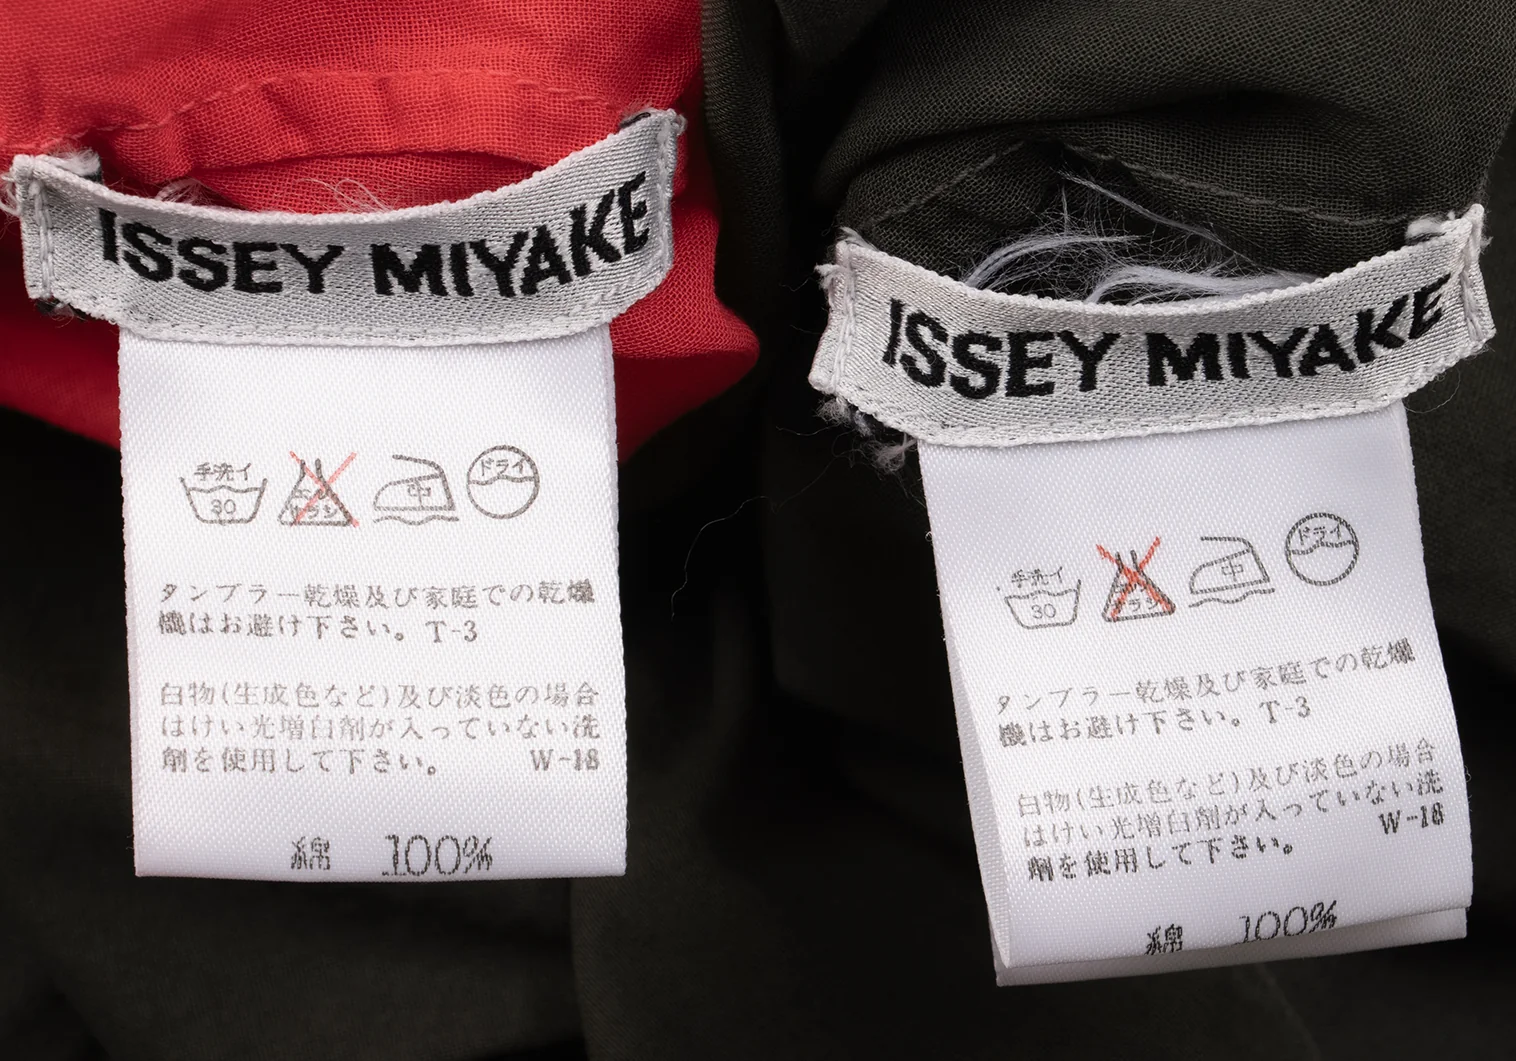 ISSEY MIYAKE
手洗イ
30
エンソ
サラシ
中
ドライ
タンブラー乾燥及び家庭での乾燥
機はお避け下さい。T-3
白物(生成色など)及び淡色の場合
はけい光増白剤が入っていない洗
剤を使用して下さい。 W-18
綿 100%
ISSEY MIYAKE
手洗イ
30
サラシ
中
ドライ
タンブラー乾燥及び家庭での乾燥
機はお避け下さい。T-3
白物(生成色など)及び淡色の場合
はけい光増白剤が入っていない洗
剤を使用して下さい。 W-18
綿 100%